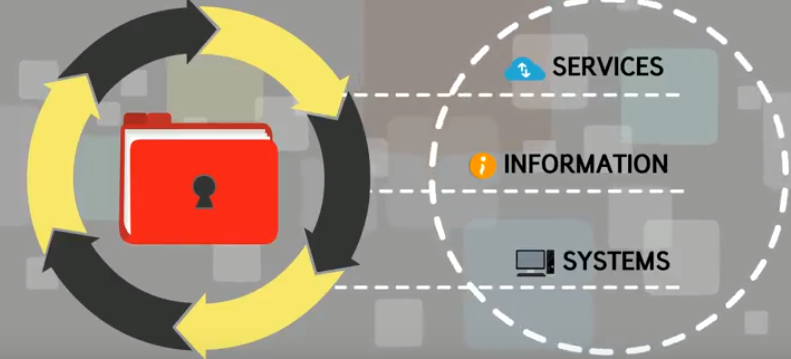 SERVICES
INFORMATION
SYSTEMS